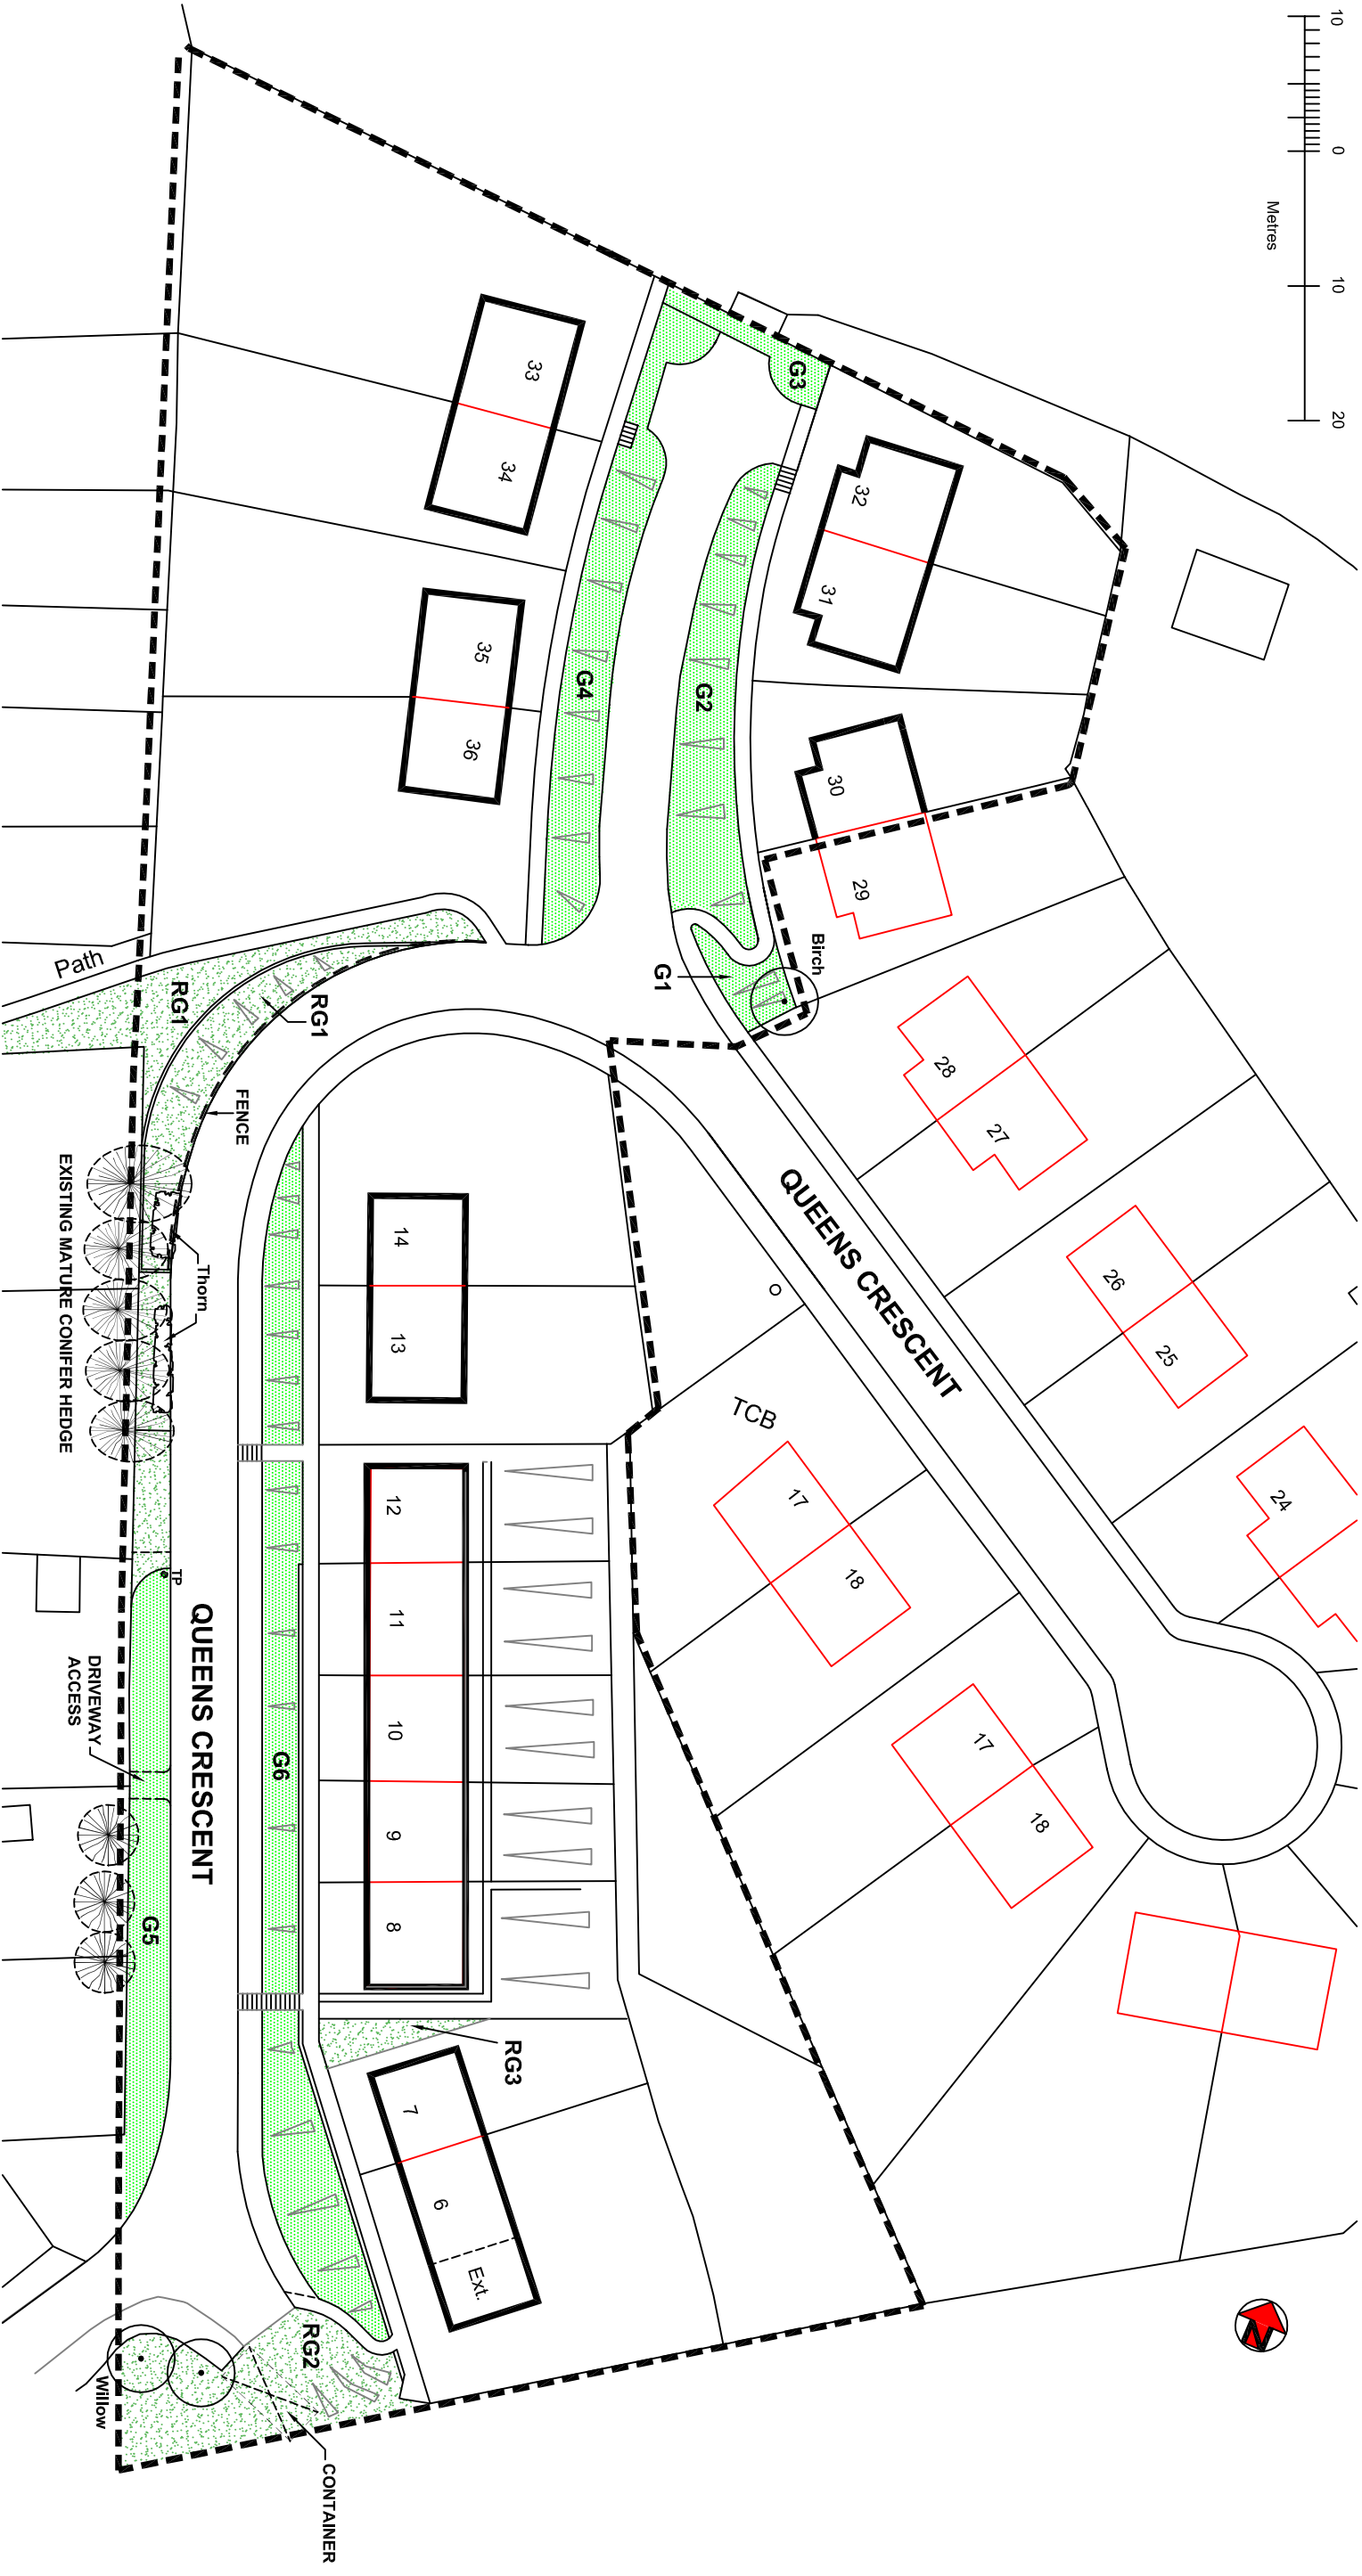 10
0
10
20
Metres
33
34
35
36
32
31
30
29
G3
G4
G2
G1
Birch
28
27
26
25
24
QUEENS CRESCENT
TCB
17
18
17
18
Path
RG1
RG1
FENCE
Thorn
EXISTING MATURE CONIFER HEDGE
14
13
12
11
10
9
8
TP
DRIVEWAY
ACCESS
QUEENS CRESCENT
G6
G5
RG3
7
6
Ext.
RG2
Willow
CONTAINER
N